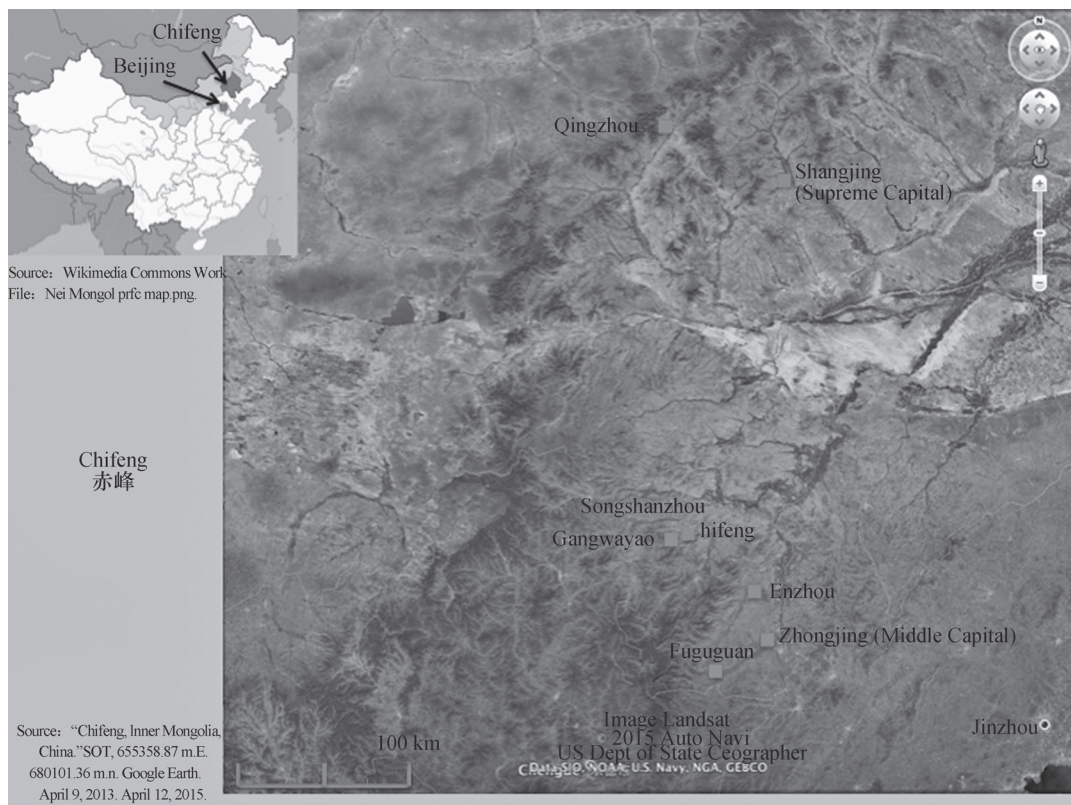 Chifeng
Beijing
Source: Wikimedia Commons Work
File: Nei Mongol prfc map.png.
N
Qingzhou
Shangjing
(Supreme Capital)
Chifeng
赤峰
Songshanzhou
hifeng
Gangwayao
Enzhou
Zhongjing (Middle Capital)
Fuguguan
Jinzhou
Source: “Chifeng, Inner Mongolia,
China.”SOT, 655358.87 m.E.
680101.36 m.n. Google Earth.
April 9, 2013. April 12, 2015.
100 km
Image Landsat
2015 Auto Navi
US Dept of State Ceographer
Data SIO, NOAA, U.S. Navy, NGA, GEBCO